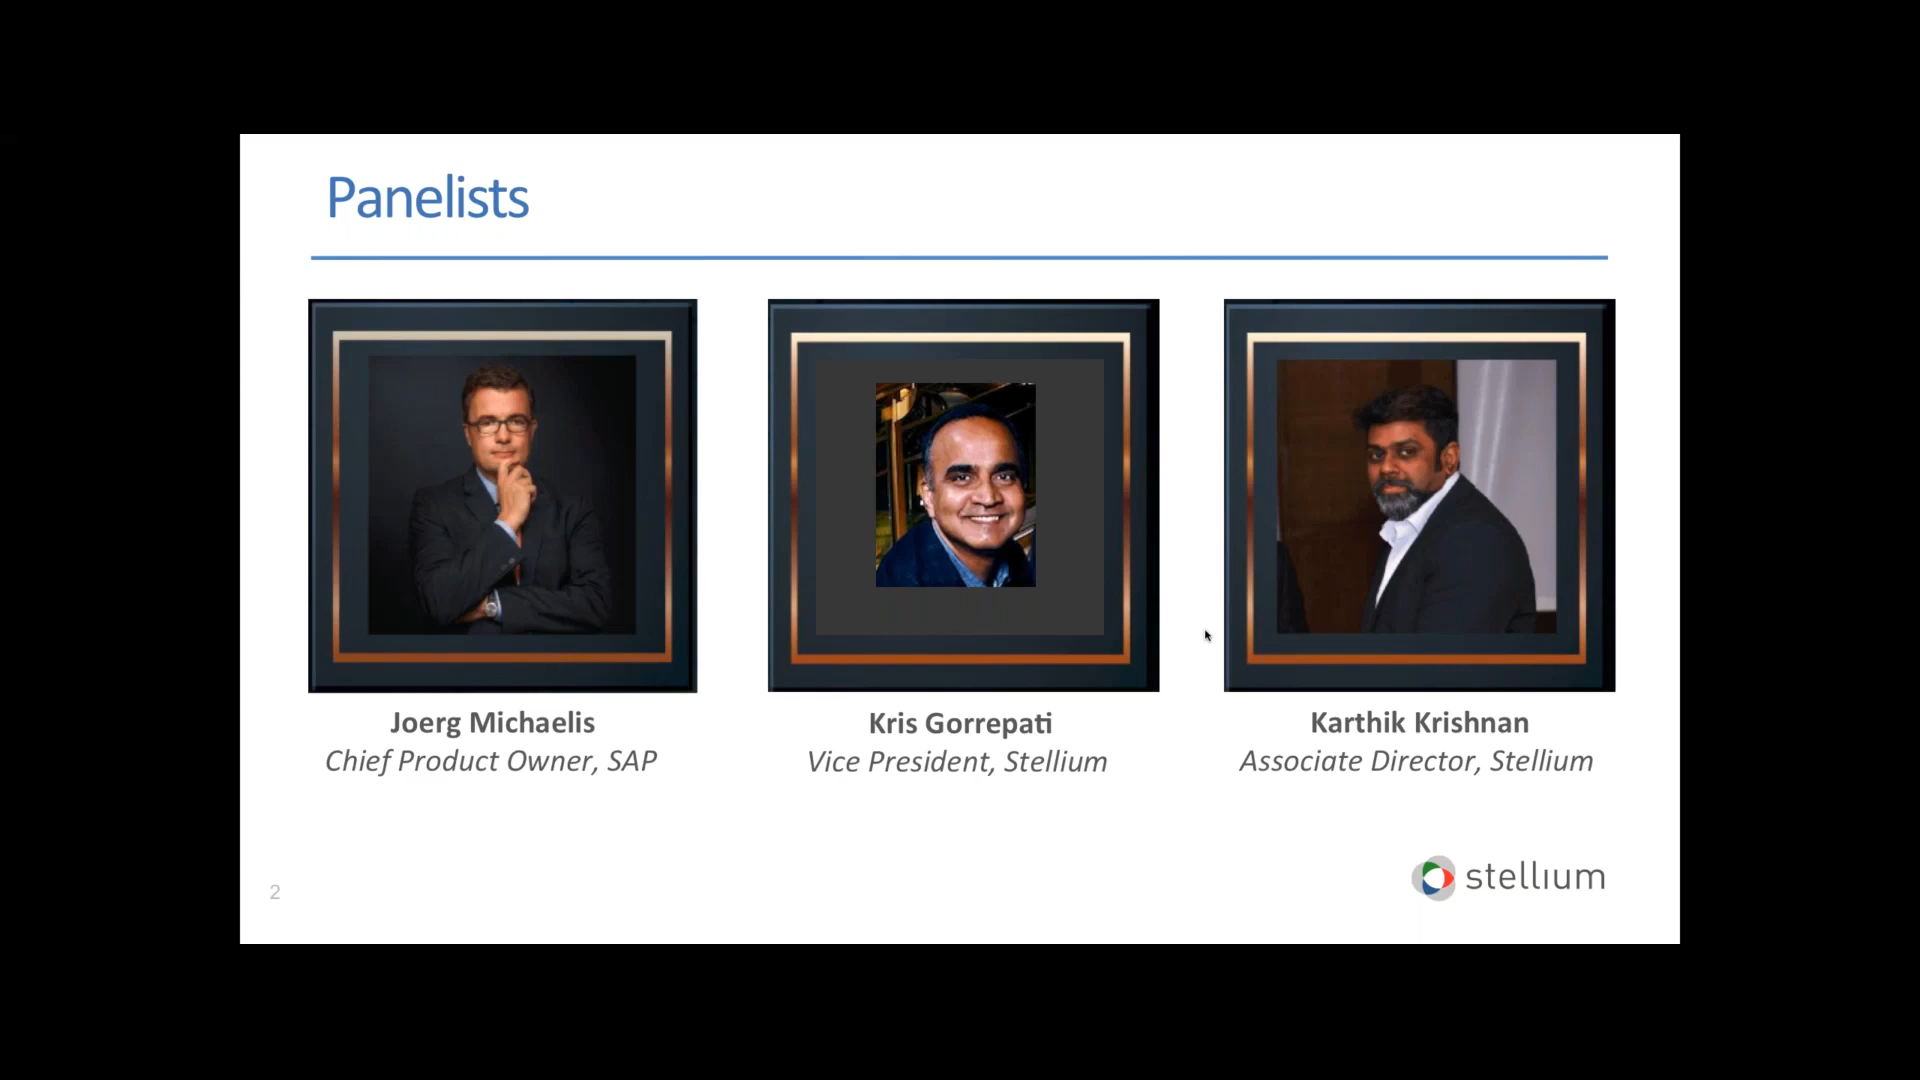 Panelists
Joerg Michaelis
Chief Product Owner, SAP
Kris Gorrepati
Vice President, Stellium
Karthik Krishnan
Associate Director, Stellium
2
stellium